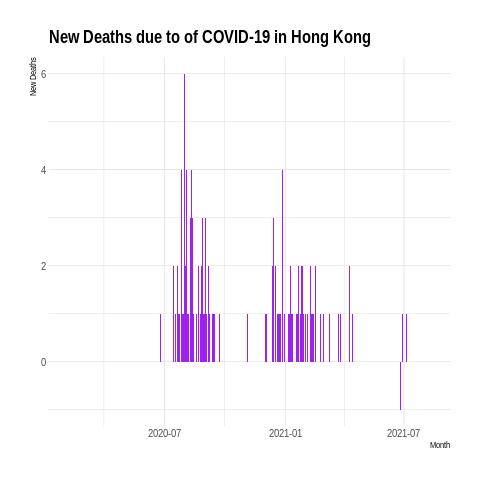 New Deaths due to of COVID-19 in Hong Kong
New Deaths
6
4
2
0
2020-07 2021-01 2021-07
Month